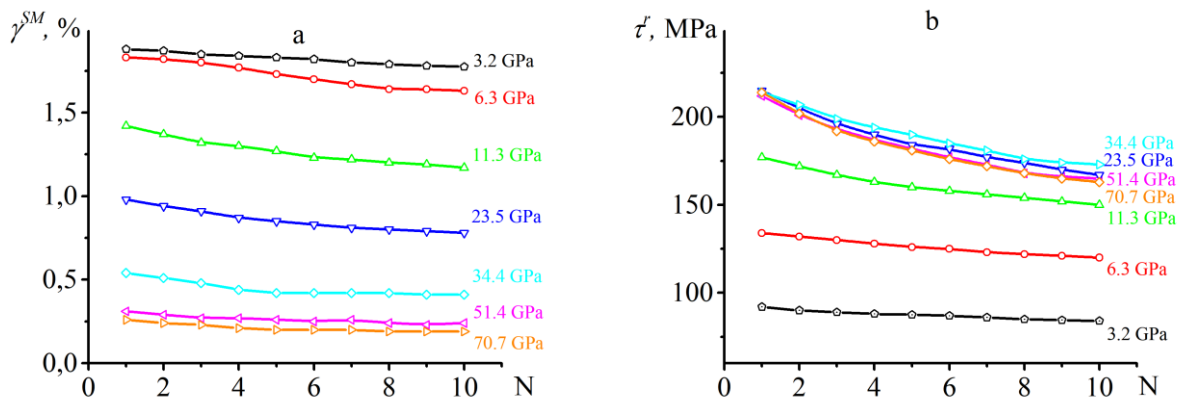 γ^SM, %
a
1,5
1,0
0,5
0,0
0 2 4 6 8 10 N
3.2 GPa
6.3 GPa
11.3 GPa
23.5 GPa
34.4 GPa
51.4 GPa
70.7 GPa
τ^r, MPa
b
200
150
100
0 2 4 6 8 10 N
34.4 GPa
23.5 GPa
51.4 GPa
70.7 GPa
11.3 GPa
6.3 GPa
3.2 GPa